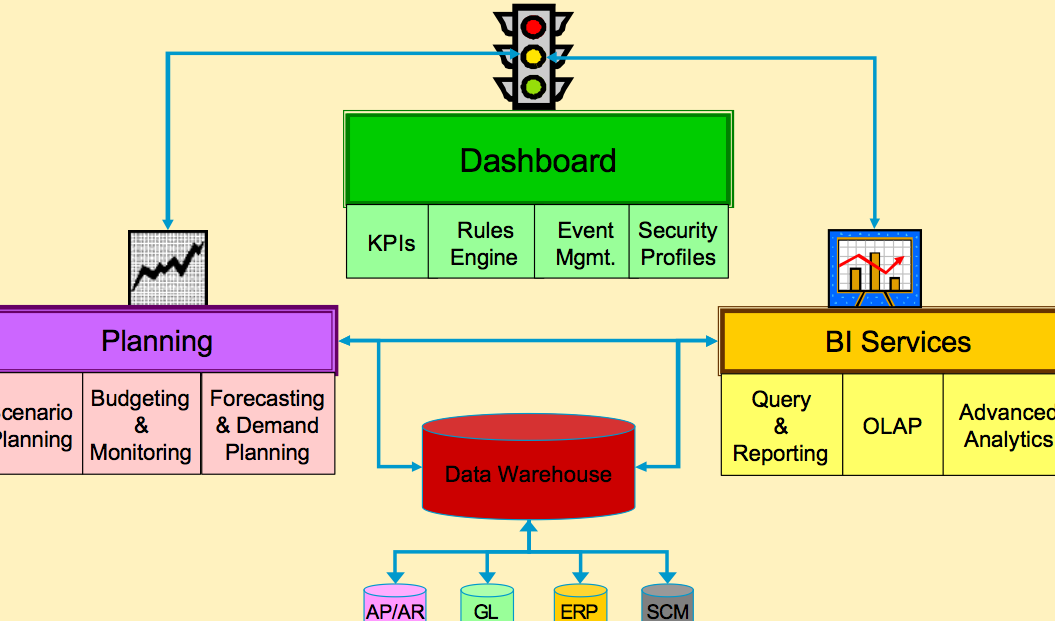 Dashboard
KPIs
Rules
Engine
Event
Mgmt.
Security
Profiles
Planning
BI Services
cenario
lanning
Budgeting
&
Monitoring
Forecasting
& Demand
Planning
Query
&
Reporting
OLAP
Advanced
Analytics
Data Warehouse
AP/AR
GL
ERP
SCM